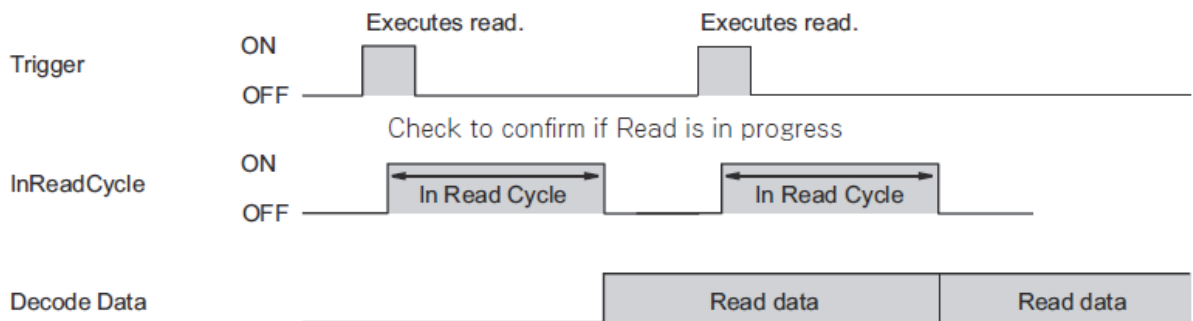 Executes read. Executes read.
ON
Trigger
OFF
Check to confirm if Read is in progress
ON
InReadCycle
In Read Cycle In Read Cycle
OFF
Decode Data Read data Read data